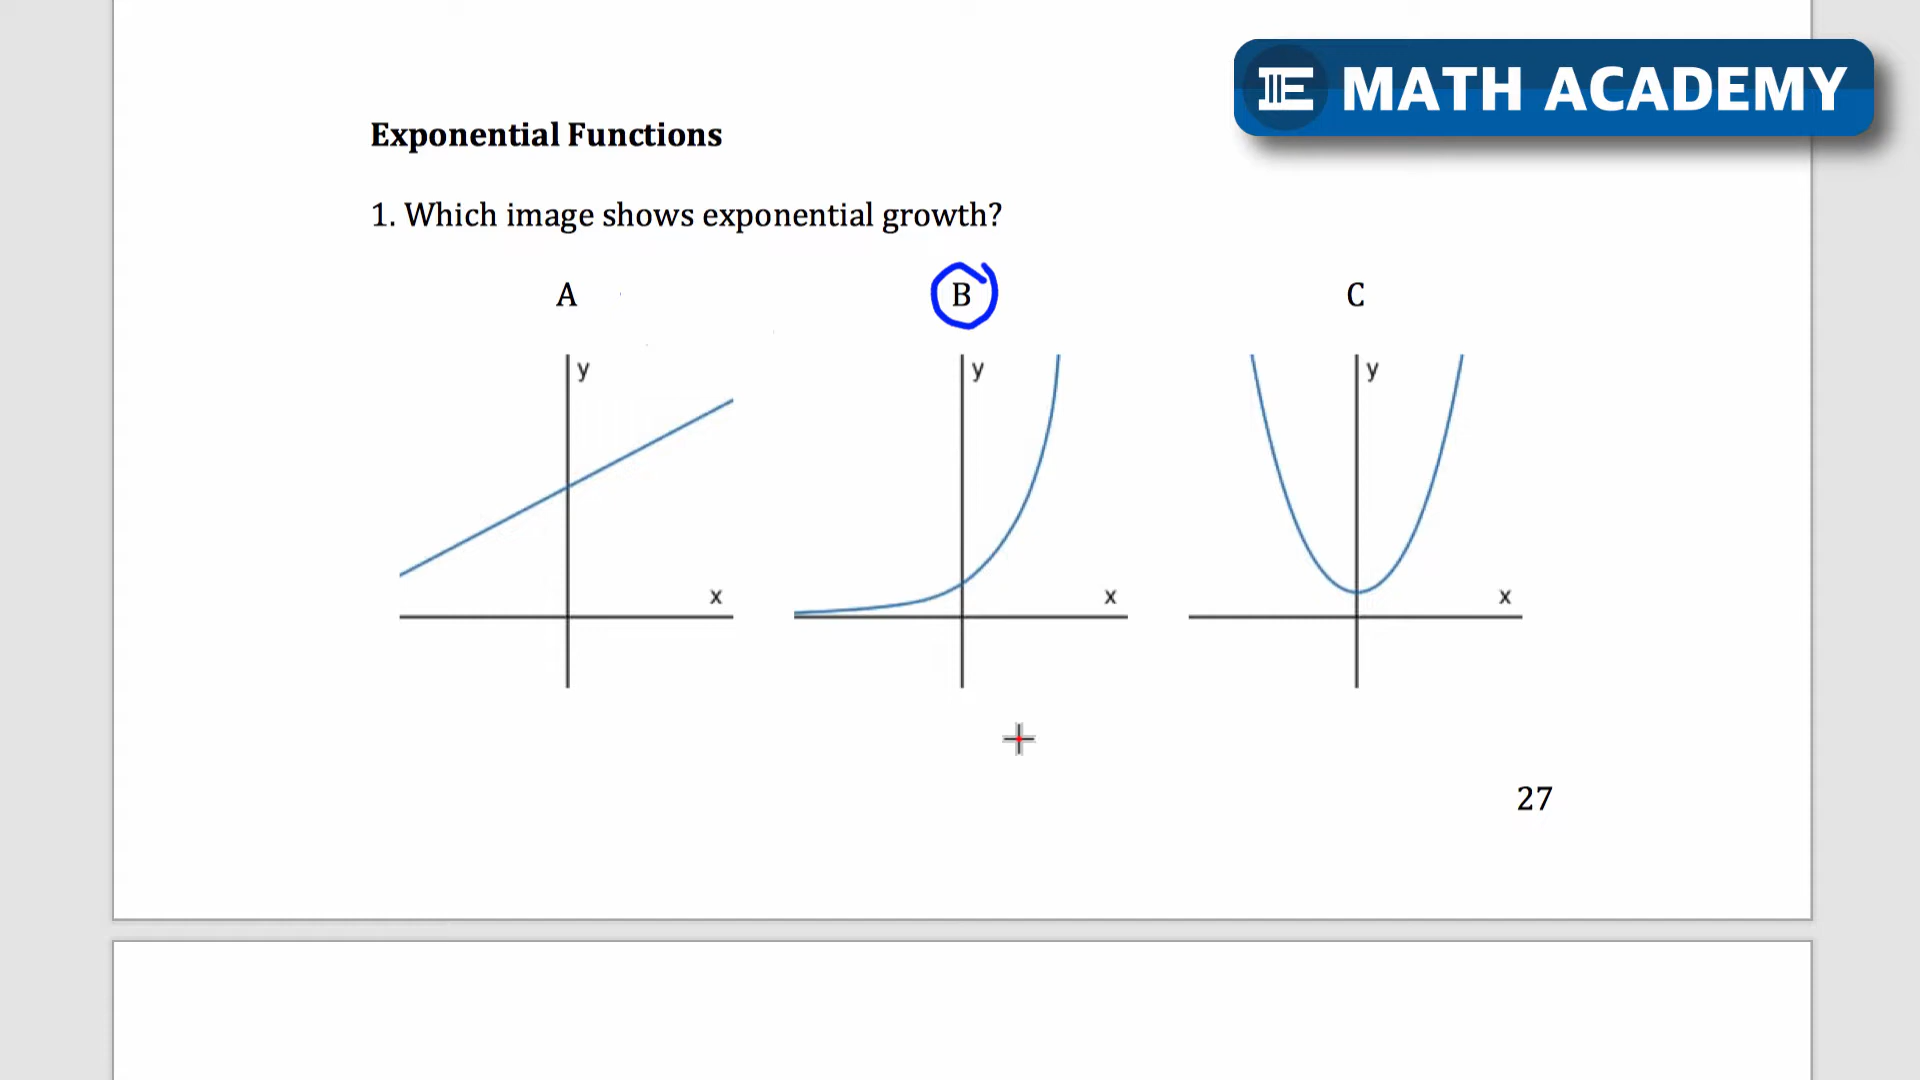 MATH ACADEMY
Exponential Functions
1. Which image shows exponential growth?
A B C
y y y
x x x
27